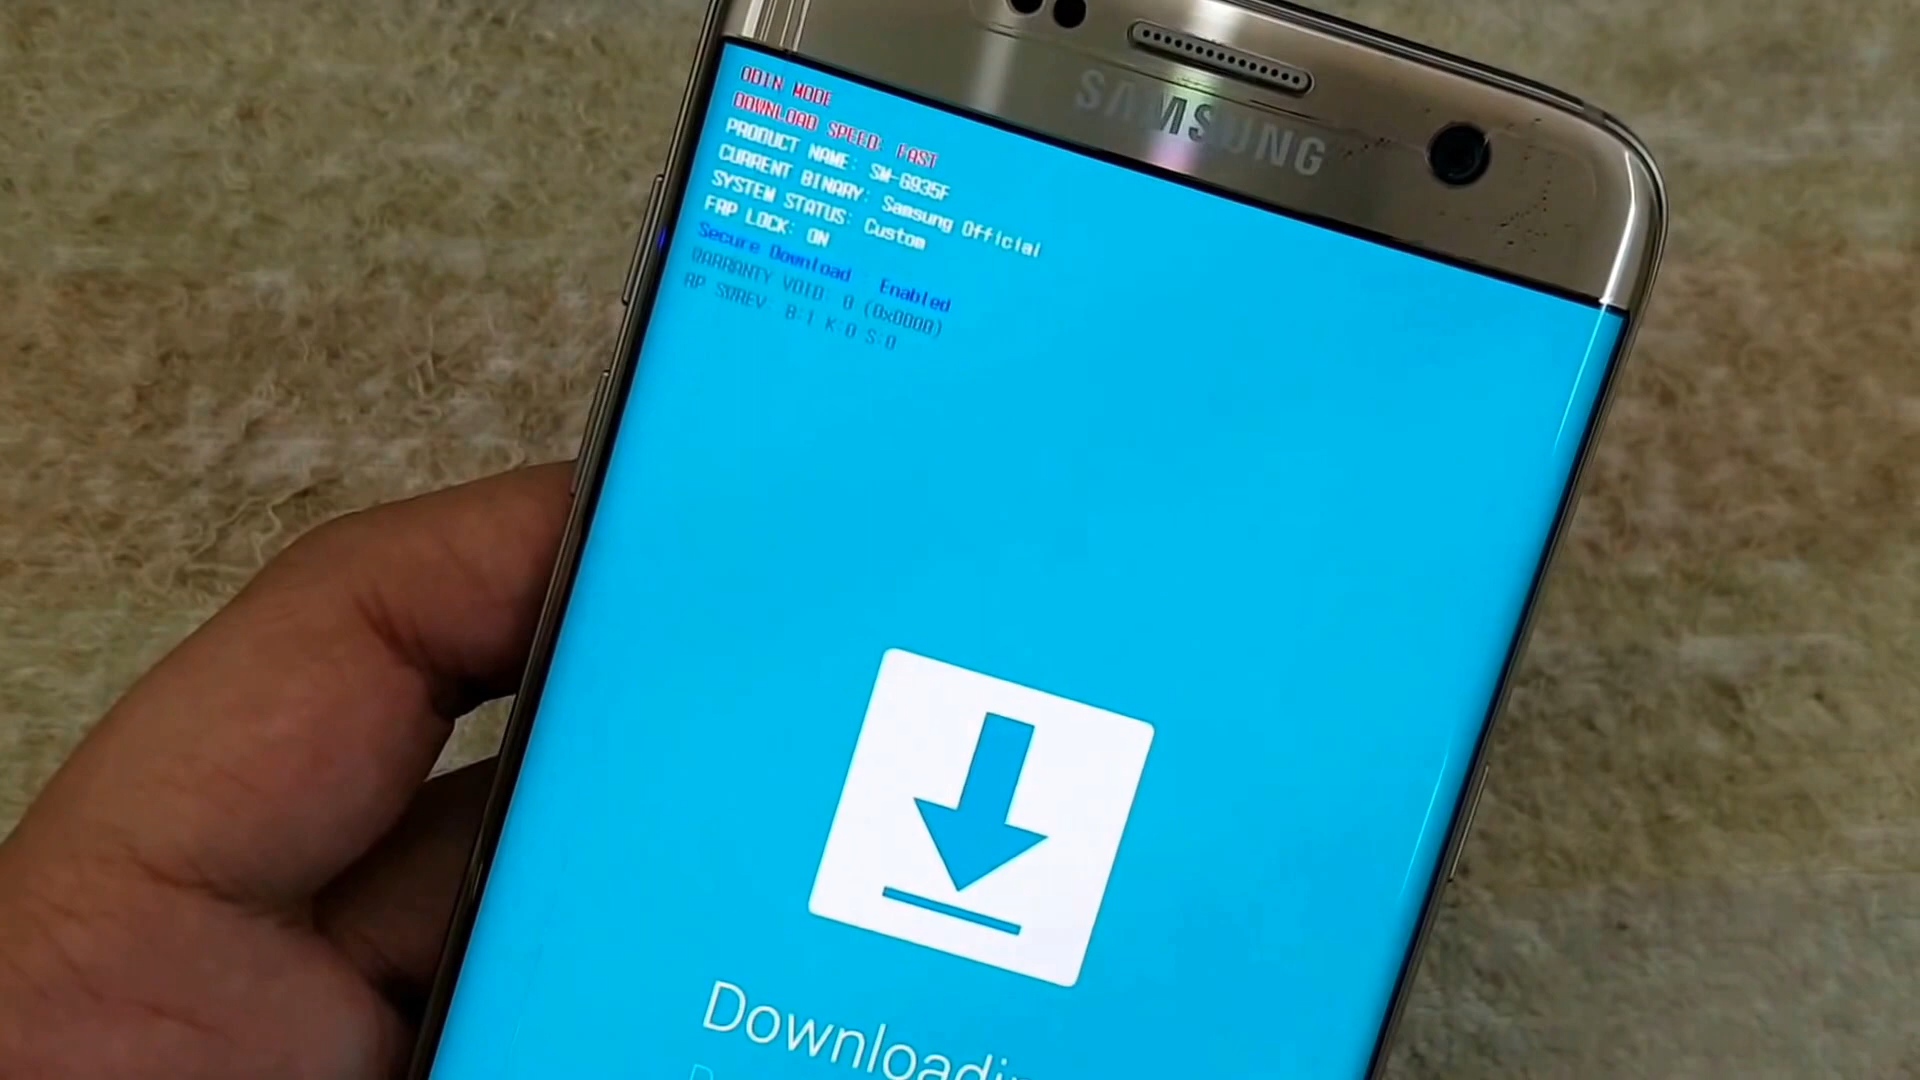 SAMSUNG
ODIN MODE
DOWNLOAD SPEED: FAST
PRODUCT NAME: SM-G935F
CURRENT BINARY: Samsung Official
SYSTEM STATUS: Custom
FRP LOCK: ON
Secure Download : Enabled
WARRANTY VOID: 0 (0x0000)
RP SWREV: B:1 K:0 S:0